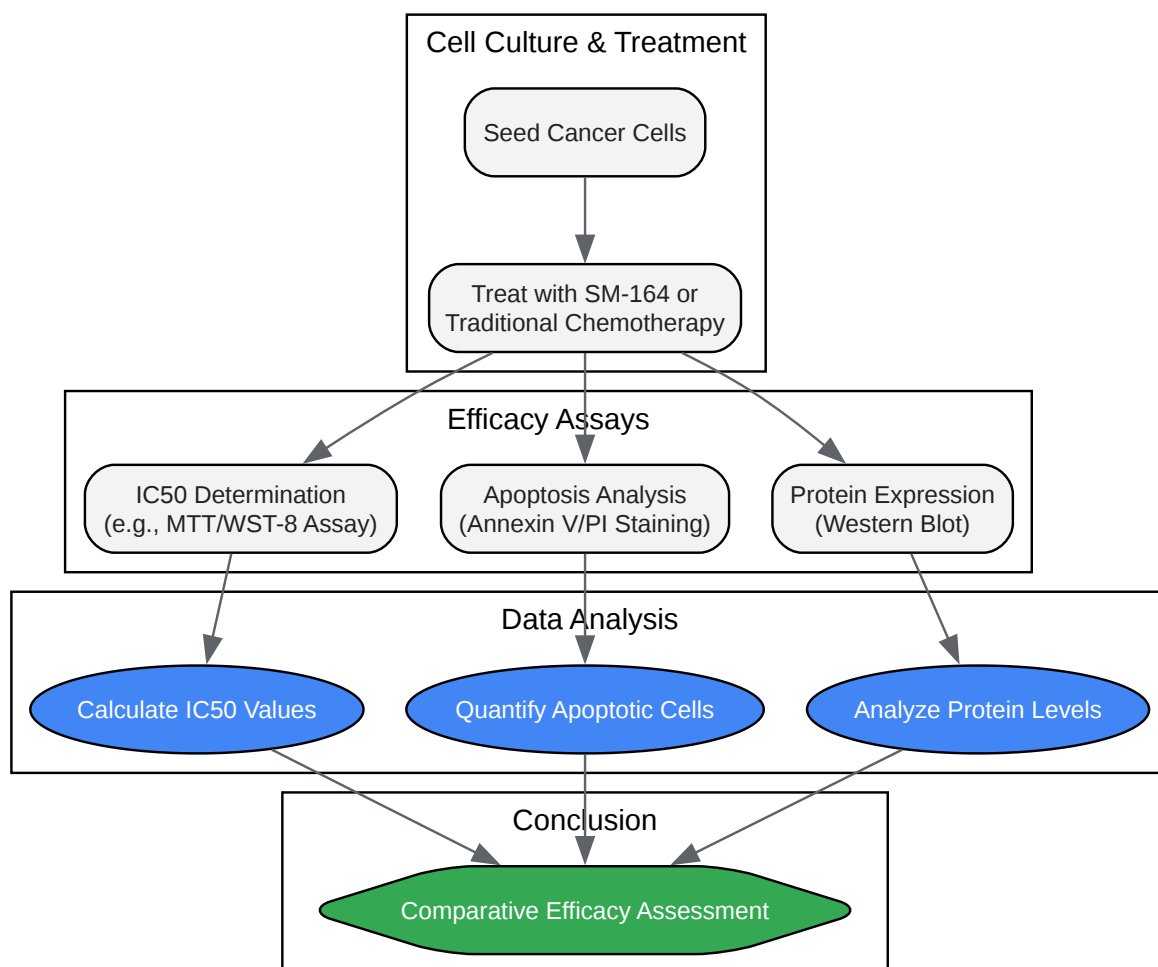 Cell Culture & Treatment
Seed Cancer Cells
Treat with SM-164 or
Traditional Chemotherapy
Efficacy Assays
IC50 Determination
(e.g., MTT/WST-8 Assay)
Apoptosis Analysis
(Annexin V/PI Staining)
Protein Expression
(Western Blot)
Data Analysis
Calculate IC50 Values
Quantify Apoptotic Cells
Analyze Protein Levels
Conclusion
Comparative Efficacy Assessment